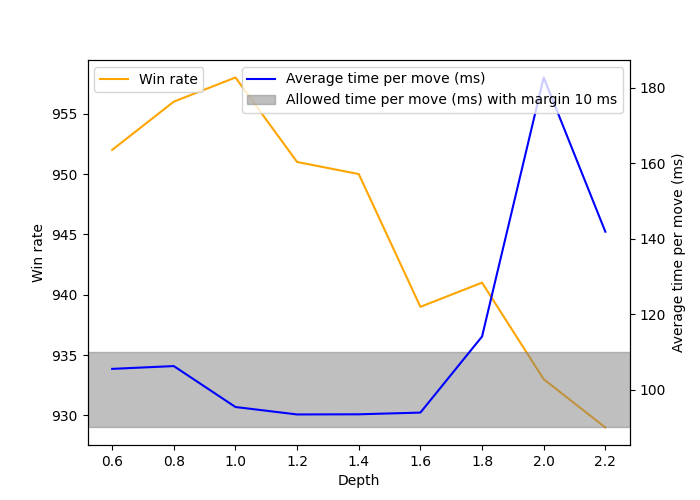 Win rate
Average time per move (ms)
Allowed time per move (ms) with margin 10 ms
955
950
945
940
935
930
Win rate
180
160
140
120
100
Average time per move (ms)
0.6 0.8 1.0 1.2 1.4 1.6 1.8 2.0 2.2
Depth